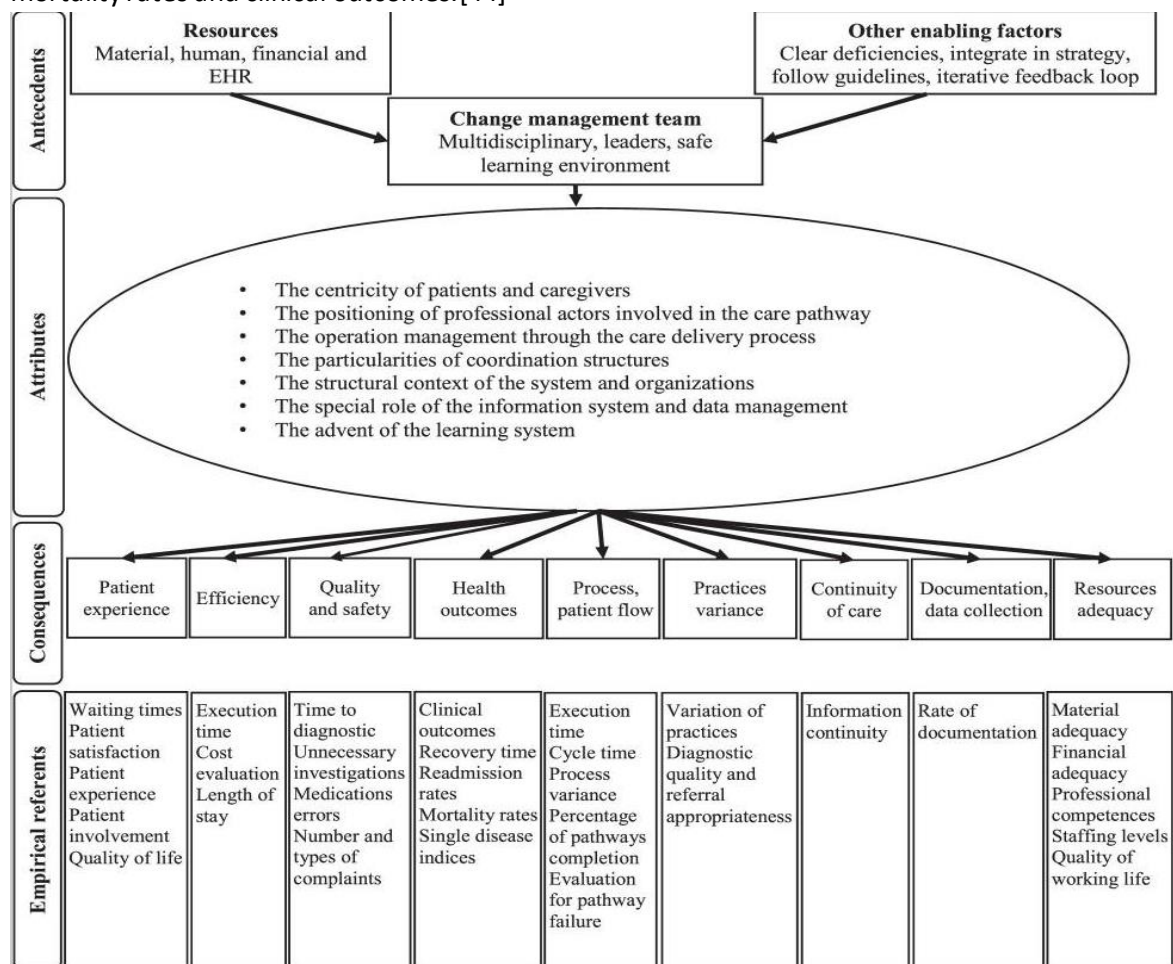 mortality rates and clinical outcomes.
Antecedents
Resources
Material, human, financial and
EHR
Other enabling factors
Clear deficiencies, integrate in strategy,
follow guidelines, iterative feedback loop
Change management team
Multidisciplinary, leaders, safe
learning environment
Attributes
• The centricity of patients and caregivers
• The positioning of professional actors involved in the care pathway
• The operation management through the care delivery process
• The particularities of coordination structures
• The structural context of the system and organizations
• The special role of the information system and data management
• The advent of the learning system
Consequences
Patient
experience
Efficiency
Quality
and safety
Health
outcomes
Process,
patient flow
Practices
variance
Continuity
of care
Documentation,
data collection
Resources
adequacy
Empirical referents
Waiting times
Patient
satisfaction
Patient
experience
Patient
involvement
Quality of life
Execution
time
Cost
evaluation
Length of
stay
Time to
diagnostic
Unnecessary
investigations
Medications
errors
Number and
types of
complaints
Clinical
outcomes
Recovery time
Readmission
rates
Mortality rates
Single disease
indices
Execution
time
Cycle time
Process
variance
Percentage
of pathways
completion
Evaluation
for pathway
failure
Variation of
practices
Diagnostic
quality and
referral
appropriateness
Information
continuity
Rate of
documentation
Material
adequacy
Financial
adequacy
Professional
competences
Staffing levels
Quality of
working life